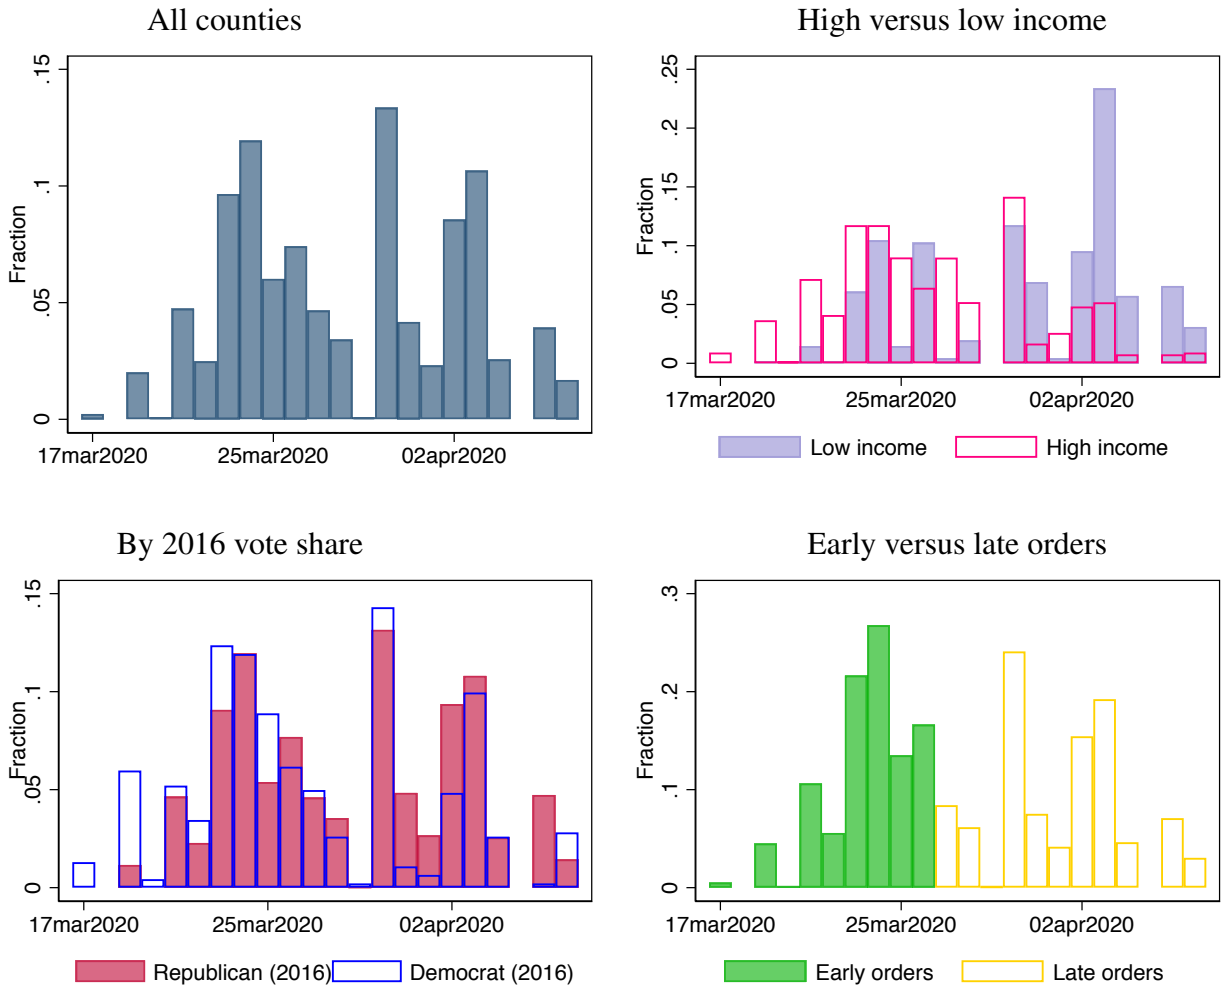 All counties
.15
.1
.05
0
Fraction
17mar2020 25mar2020 02apr2020
High versus low income
.25
.2
.15
.1
.05
0
Fraction
17mar2020 25mar2020 02apr2020
Low income High income
By 2016 vote share
.15
.1
.05
0
Fraction
17mar2020 25mar2020 02apr2020
Republican (2016) Democrat (2016)
Early versus late orders
.3
.2
.1
0
Fraction
17mar2020 25mar2020 02apr2020
Early orders Late orders